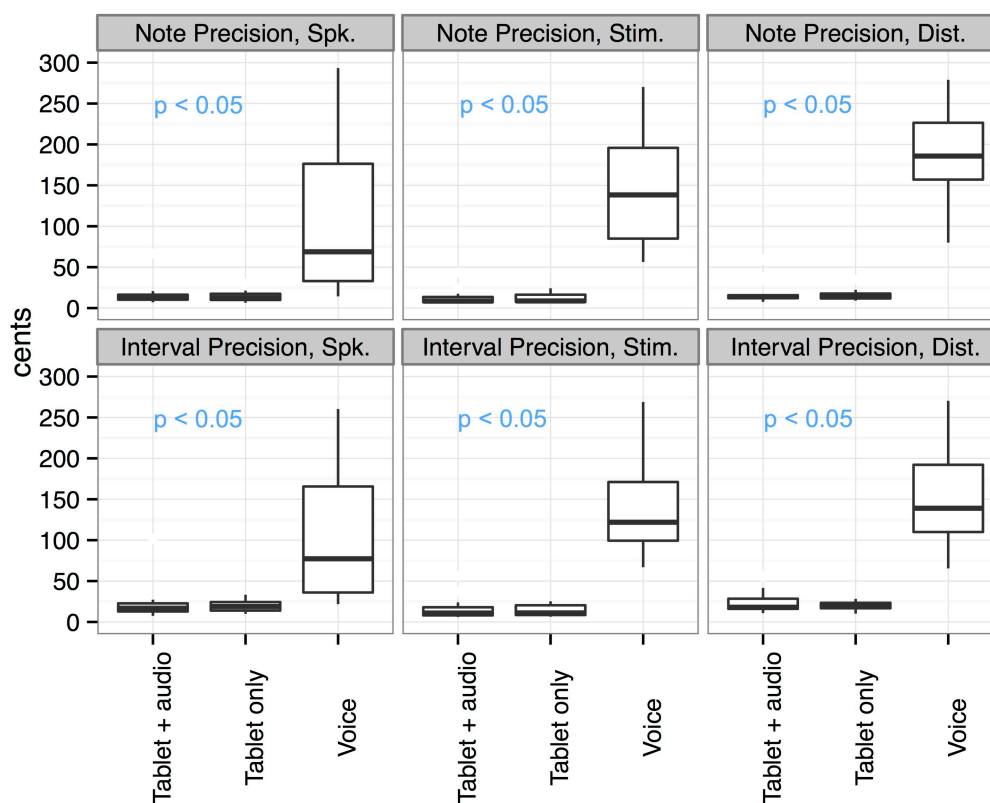 Note Precision, Spk.
Note Precision, Stim.
Note Precision, Dist.
300
250
200
150
100
50
0
p < 0.05
p < 0.05
p < 0.05
cents
Interval Precision, Spk.
Interval Precision, Stim.
Interval Precision, Dist.
300
250
200
150
100
50
0
p < 0.05
p < 0.05
p < 0.05
Tablet + audio
Tablet only
Voice
Tablet + audio
Tablet only
Voice
Tablet + audio
Tablet only
Voice